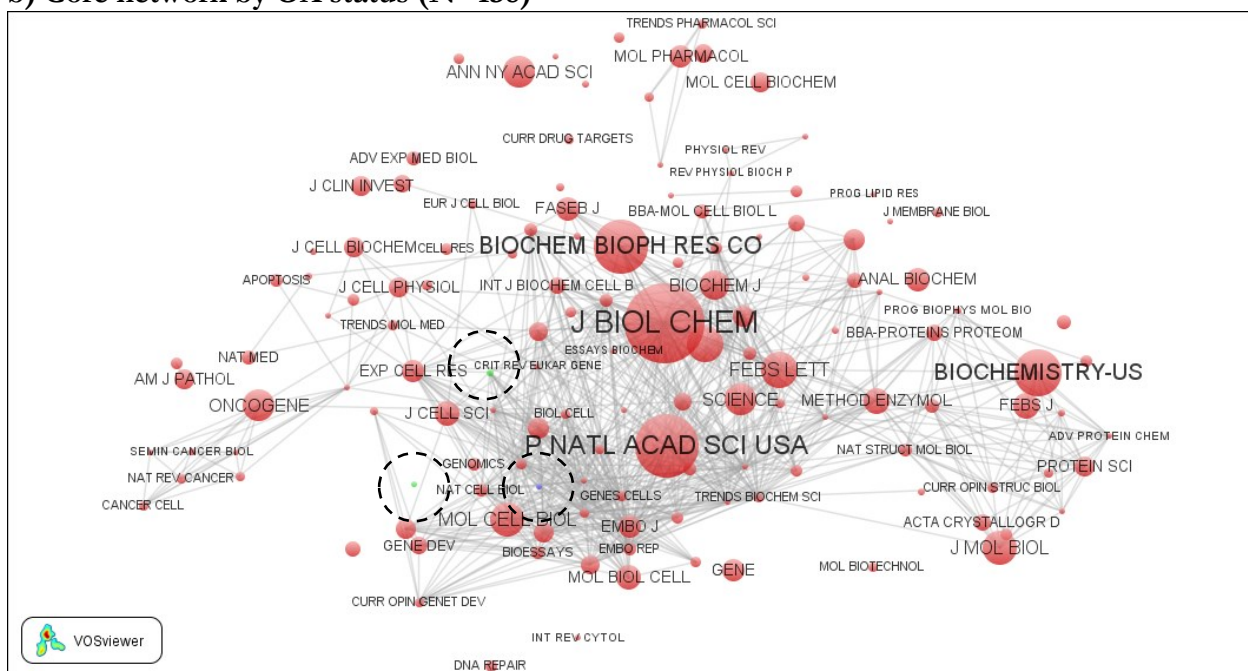 b) Core network by OA status (N=
TRENDS PHARMACOL SCI
MOL PHARMACOL
ANN NY ACAD SCI
MOL CELL BIOCHEM
CURR DRUG TARGETS
PHYSIOL REV
ADV EXP MED BIOL
REV PHYSIOL BIOCH P
J CLIN INVEST
PROG LIPID RES
EUR J CELL BIOL
FASEB J
BBA-MOL CELL BIOL L
J MEMBRANE BIOL
J CELL BIOCHEM
CELL RES
BIOCHEM BIOPH RES CO
APOPTOSIS
J CELL PHYSIOL
INT J BIOCHEM CELL B
BIOCHEM J
ANAL BIOCHEM
PROG BIOPHYS MOL BIO
TRENDS MOL MED
J BIOL CHEM
BBA-PROTEINS PROTEOM
NAT MED
ESSAYS BIOCHEM
AM J PATHOL
EXP CELL RES
CRIT REV EUKAR GENE
FEBS LETT
BIOCHEMISTRY-US
ONCOGENE
J CELL SCI
BIOL CELL
SCIENCE
METHOD ENZYMOL
FEBS J
P NATL ACAD SCI USA
ADV PROTEIN CHEM
SEMIN CANCER BIOL
NAT STRUCT MOL BIOL
GENOMICS
PROTEIN SCI
NAT REV CANCER
NAT CELL BIOL
GENES CELLS
TRENDS BIOCHEM SCI
CURR OPIN STRUC BIOL
CANCER CELL
MOL CELL BIOL
EMBO J
ACTA CRYSTALLOGR D
GENE DEV
BIOESSAYS
EMBO REP
J MOL BIOL
MOL BIOL CELL
GENE
MOL BIOTECHNOL
CURR OPIN GENET DEV
VOSviewer
INT REV CYTOL
DNA REPAIR